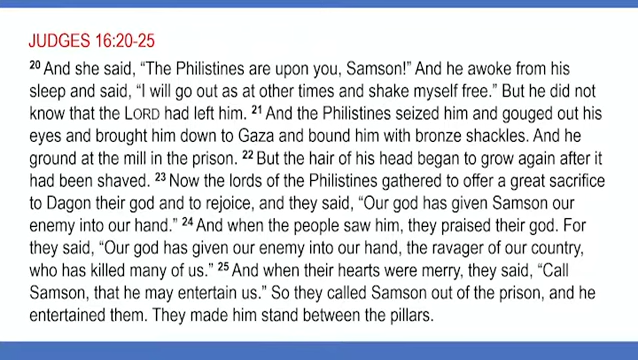 JUDGES 16:20-25
20 And she said, “The Philistines are upon you, Samson!” And he awoke from his
sleep and said, “I will go out as at other times and shake myself free.” But he did not
know that the LORD had left him. 21 And the Philistines seized him and gouged out his
eyes and brought him down to Gaza and bound him with bronze shackles. And he
ground at the mill in the prison. 22 But the hair of his head began to grow again after it
had been shaved. 23 Now the lords of the Philistines gathered to offer a great sacrifice
to Dagon their god and to rejoice, and they said, “Our god has given Samson our
enemy into our hand.” 24 And when the people saw him, they praised their god. For
they said, “Our god has given our enemy into our hand, the ravager of our country,
who has killed many of us.” 25 And when their hearts were merry, they said, “Call
Samson, that he may entertain us.” So they called Samson out of the prison, and he
entertained them. They made him stand between the pillars.